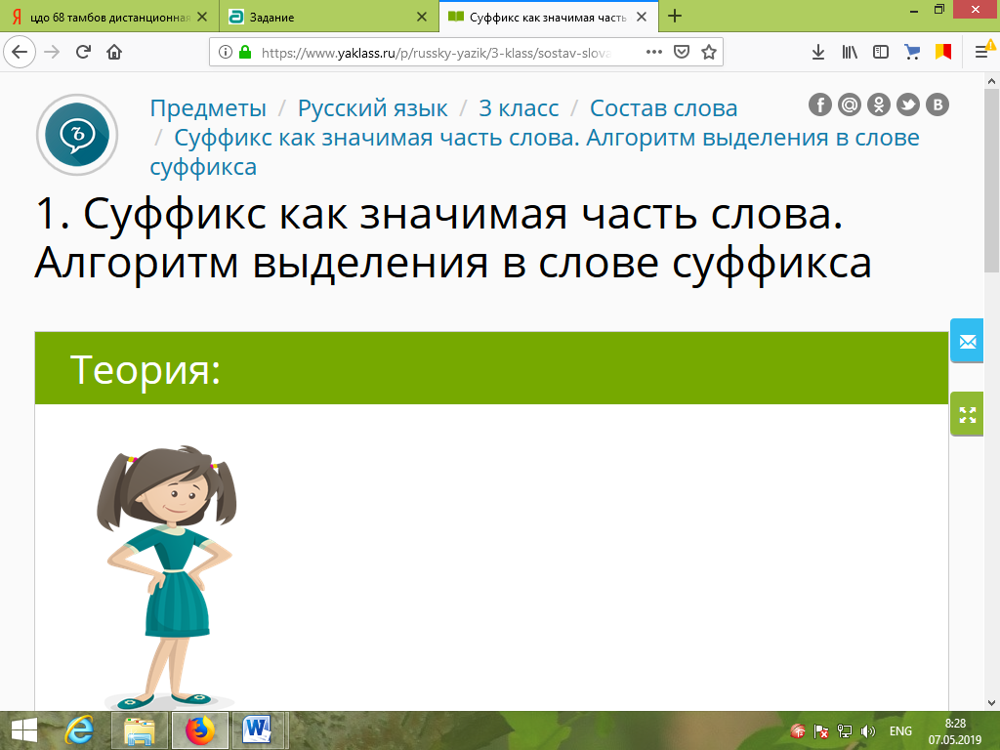 цдо 68 тамбов дистанционная
Задание
Суффикс как значимая часть
https://www.yaklass.ru/p/russky-yazik/3-klass/sostav-slova
Предметы / Русский язык / 3 класс / Состав слова
/ Суффикс как значимая часть слова. Алгоритм выделения в слове
суффикса
1. Суффикс как значимая часть слова.
Алгоритм выделения в слове суффикса
Теория:
ENG
8:28
07.05.2019